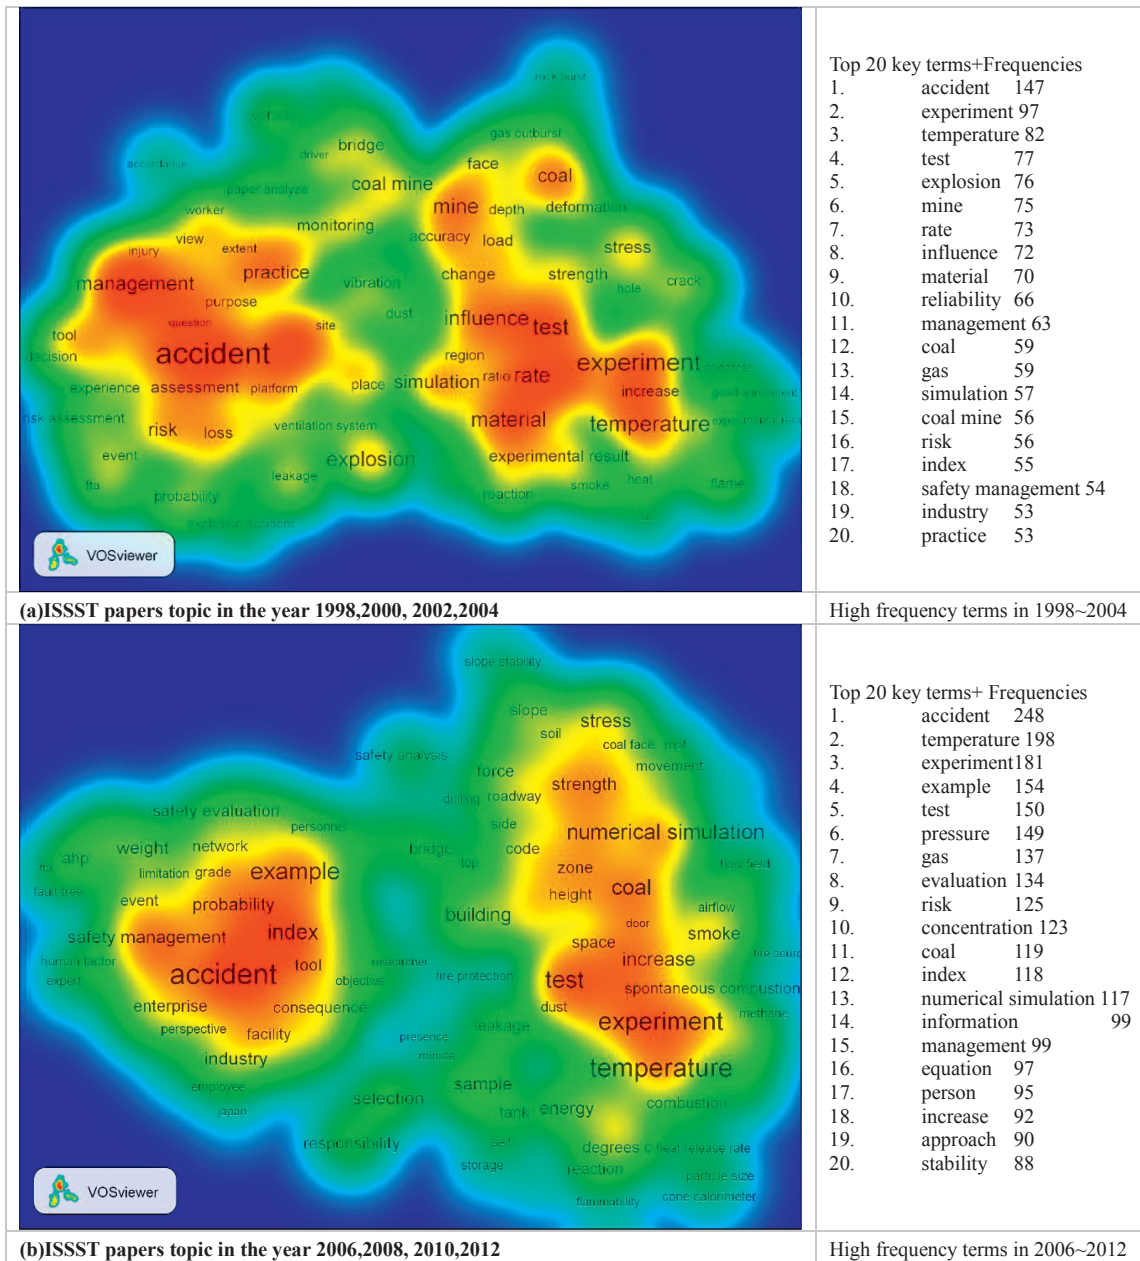 rock burst
vehicle
gas outburst
driver
bridge
accordance
face
coal
paper analyze
coal mine
worker
mine
depth
deformation
monitoring
accuracy
load
injury
view
extent
stress
management
practice
vibration
change
strength
hole
crack
purpose
dust
question
site
influence
test
tool
decision
accident
region
experiment
experience
assessment
platform
place
simulation
ratio
rate
increase
good agreement
risk assessment
risk
loss
ventilation system
material
temperature
event
explosion
experimental result
fta
leakage
probability
reaction
smoke
heat
flame
explosion accident
VOSviewer
Top 20 key terms+Frequencies
1. accident 147
2. experiment 97
3. temperature 82
4. test 77
5. explosion 76
6. mine 75
7. rate 73
8. influence 72
9. material 70
10. reliability 66
11. management 63
12. coal 59
13. gas 59
14. simulation 57
15. coal mine 56
16. risk 56
17. index 55
18. safety management 54
19. industry 53
20. practice 53
(a)ISSST papers topic in the year 1998,2000, 2002,2004
High frequency terms in 1998~2004
slope stability
slope
stress
soil
coal face
roof
safety analysis
force
movement
strength
drilling
roadway
safety evaluation
personnel
side
numerical simulation
ahp
weight
network
bridge
code
fta
top
flow field
limitation
grade
example
zone
fault tree
coal
event
probability
height
airflow
building
door
safety management
index
smoke
space
human factor
accident
tool
researcher
increase
fire source
expert
objective
fire protection
test
spontaneous combustion
enterprise
consequence
dust
methane
perspective
facility
leakage
experiment
presence
industry
minute
temperature
employee
sample
selection
tank
energy
combustion
japan
responsibility
self
degrees c
heat release rate
storage
reaction
particle size
flammability
cone calorimeter
VOSviewer
Top 20 key terms+ Frequencies
1. accident 248
2. temperature 198
3. experiment181
4. example 154
5. test 150
6. pressure 149
7. gas 137
8. evaluation 134
9. risk 125
10. concentration 123
11. coal 119
12. index 118
13. numerical simulation 117
14. information 99
15. management 99
16. equation 97
17. person 95
18. increase 92
19. approach 90
20. stability 88
(b)ISSST papers topic in the year 2006,2008, 2010,2012
High frequency terms in 2006~2012